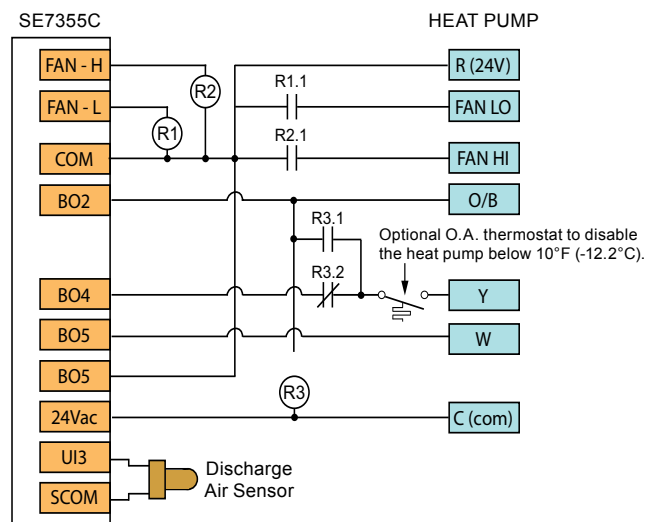 SE7355C
HEAT PUMP
FAN - H
R2
R (24V)
R1.1
FAN - L
R1
FAN LO
R2.1
COM
FAN HI
BO2
O/B
R3.1
Optional O.A. thermostat to disable
the heat pump below 10°F (-12.2°C).
R3.2
BO4
Y
BO5
W
BO5
R3
24Vac
C (com)
UI3
Discharge
Air Sensor
SCOM